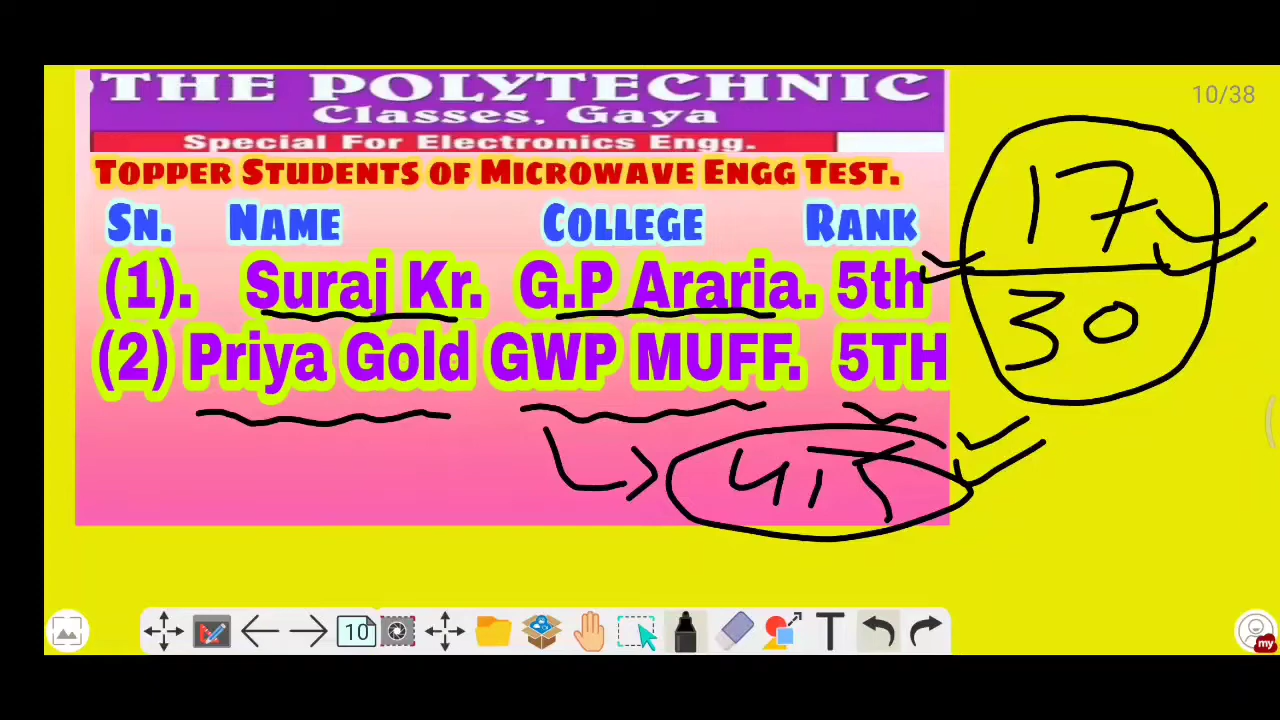 THE POLYTECHNIC
Classes, Gaya
Special For Electronics Engg.
10/38
TOPPER STUDENTS OF MICROWAVE ENGG TEST.
SN. NAME COLLEGE RANK
17
(1). Suraj Kr. G.P Araria. 5th
30
(2) Priya Gold GWP MUFF. 5TH
10
T
my